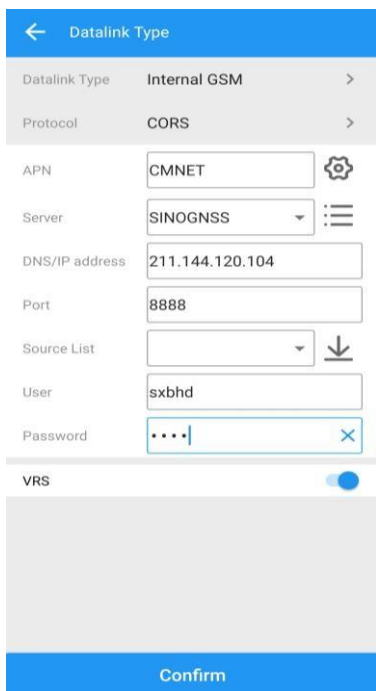 Datalink Type
Datalink Type Internal GSM
Protocol CORS
APN CMNET
Server SINOGNSS
DNS/IP address 211.144.120.104
Port 8888
Source List
User sxbhd
Password ••••
VRS
Confirm